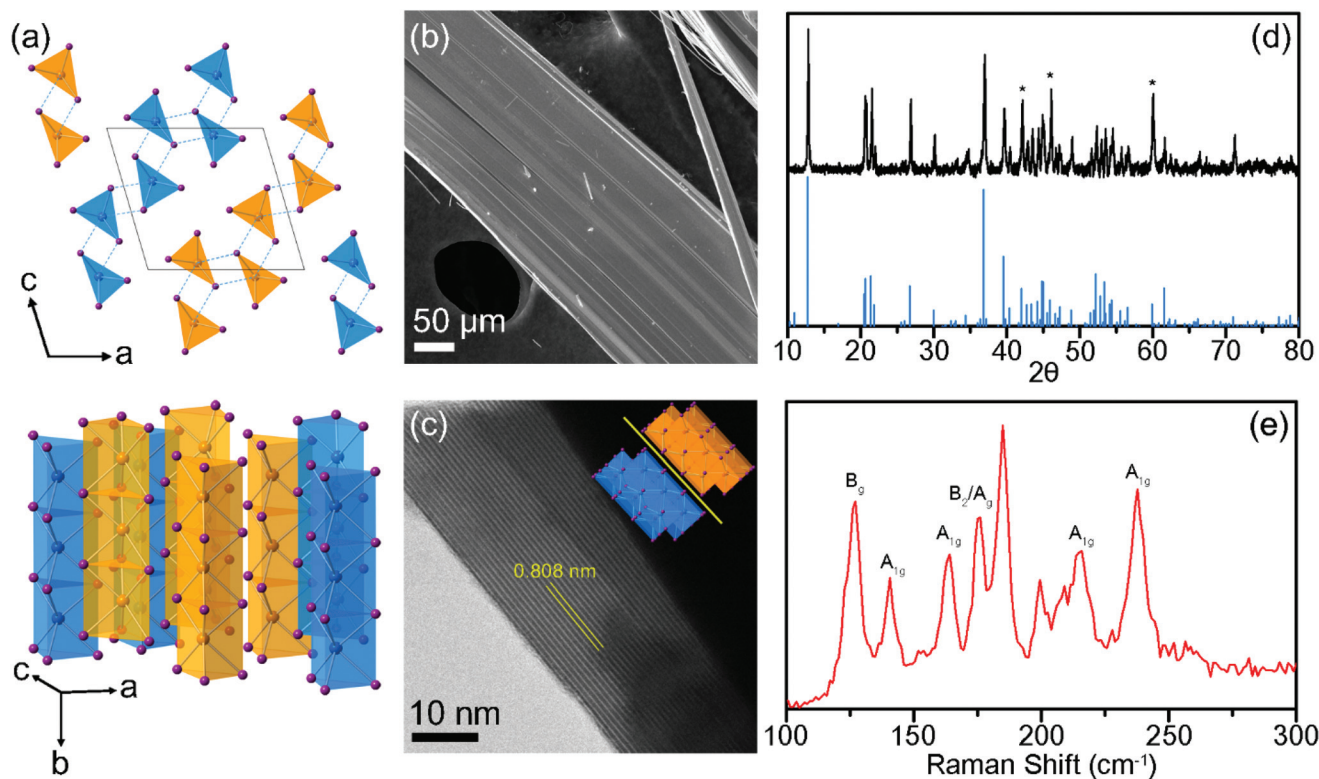 (a)
c
a
c
a
b
(b)
50 μm
(c)
0.808 nm
10 nm
(d)
* * *
10 20 30 40 50 60 70 80
2θ
(e)
B_g
A_1g
A_1g
B_2/A_g
A_1g
A_1g
100 150 200 250 300
Raman Shift (cm⁻¹)